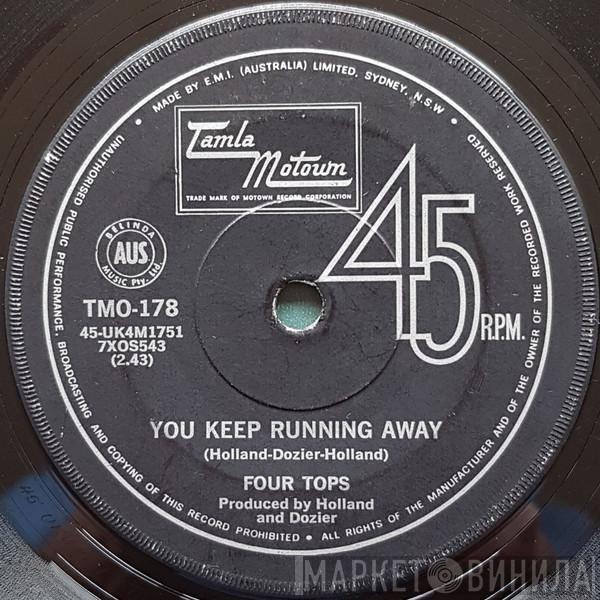 • MADE BY E.M.I. (AUSTRALIA) LIMITED, SYDNEY, N.S.W •
UNAUTHORISED PUBLIC PERFORMANCE, BROADCASTING AND COPYING OF THIS RECORD PROHIBITED • ALL RIGHTS OF THE MANUFACTURER AND OF THE OWNER OF THE RECORDED WORK RESERVED
Tamla
Motown
TRADE MARK OF MOTOWN RECORD CORPORATION
45
R.P.M.
BELINDA
AUS
MUSIC Pty. Ltd
TMO-178
45-UK4M1751
7XOS543
(2.43)
YOU KEEP RUNNING AWAY
(Holland-Dozier-Holland)
FOUR TOPS
Produced by Holland
and Dozier
МАРКЕТ ВИНИЛА